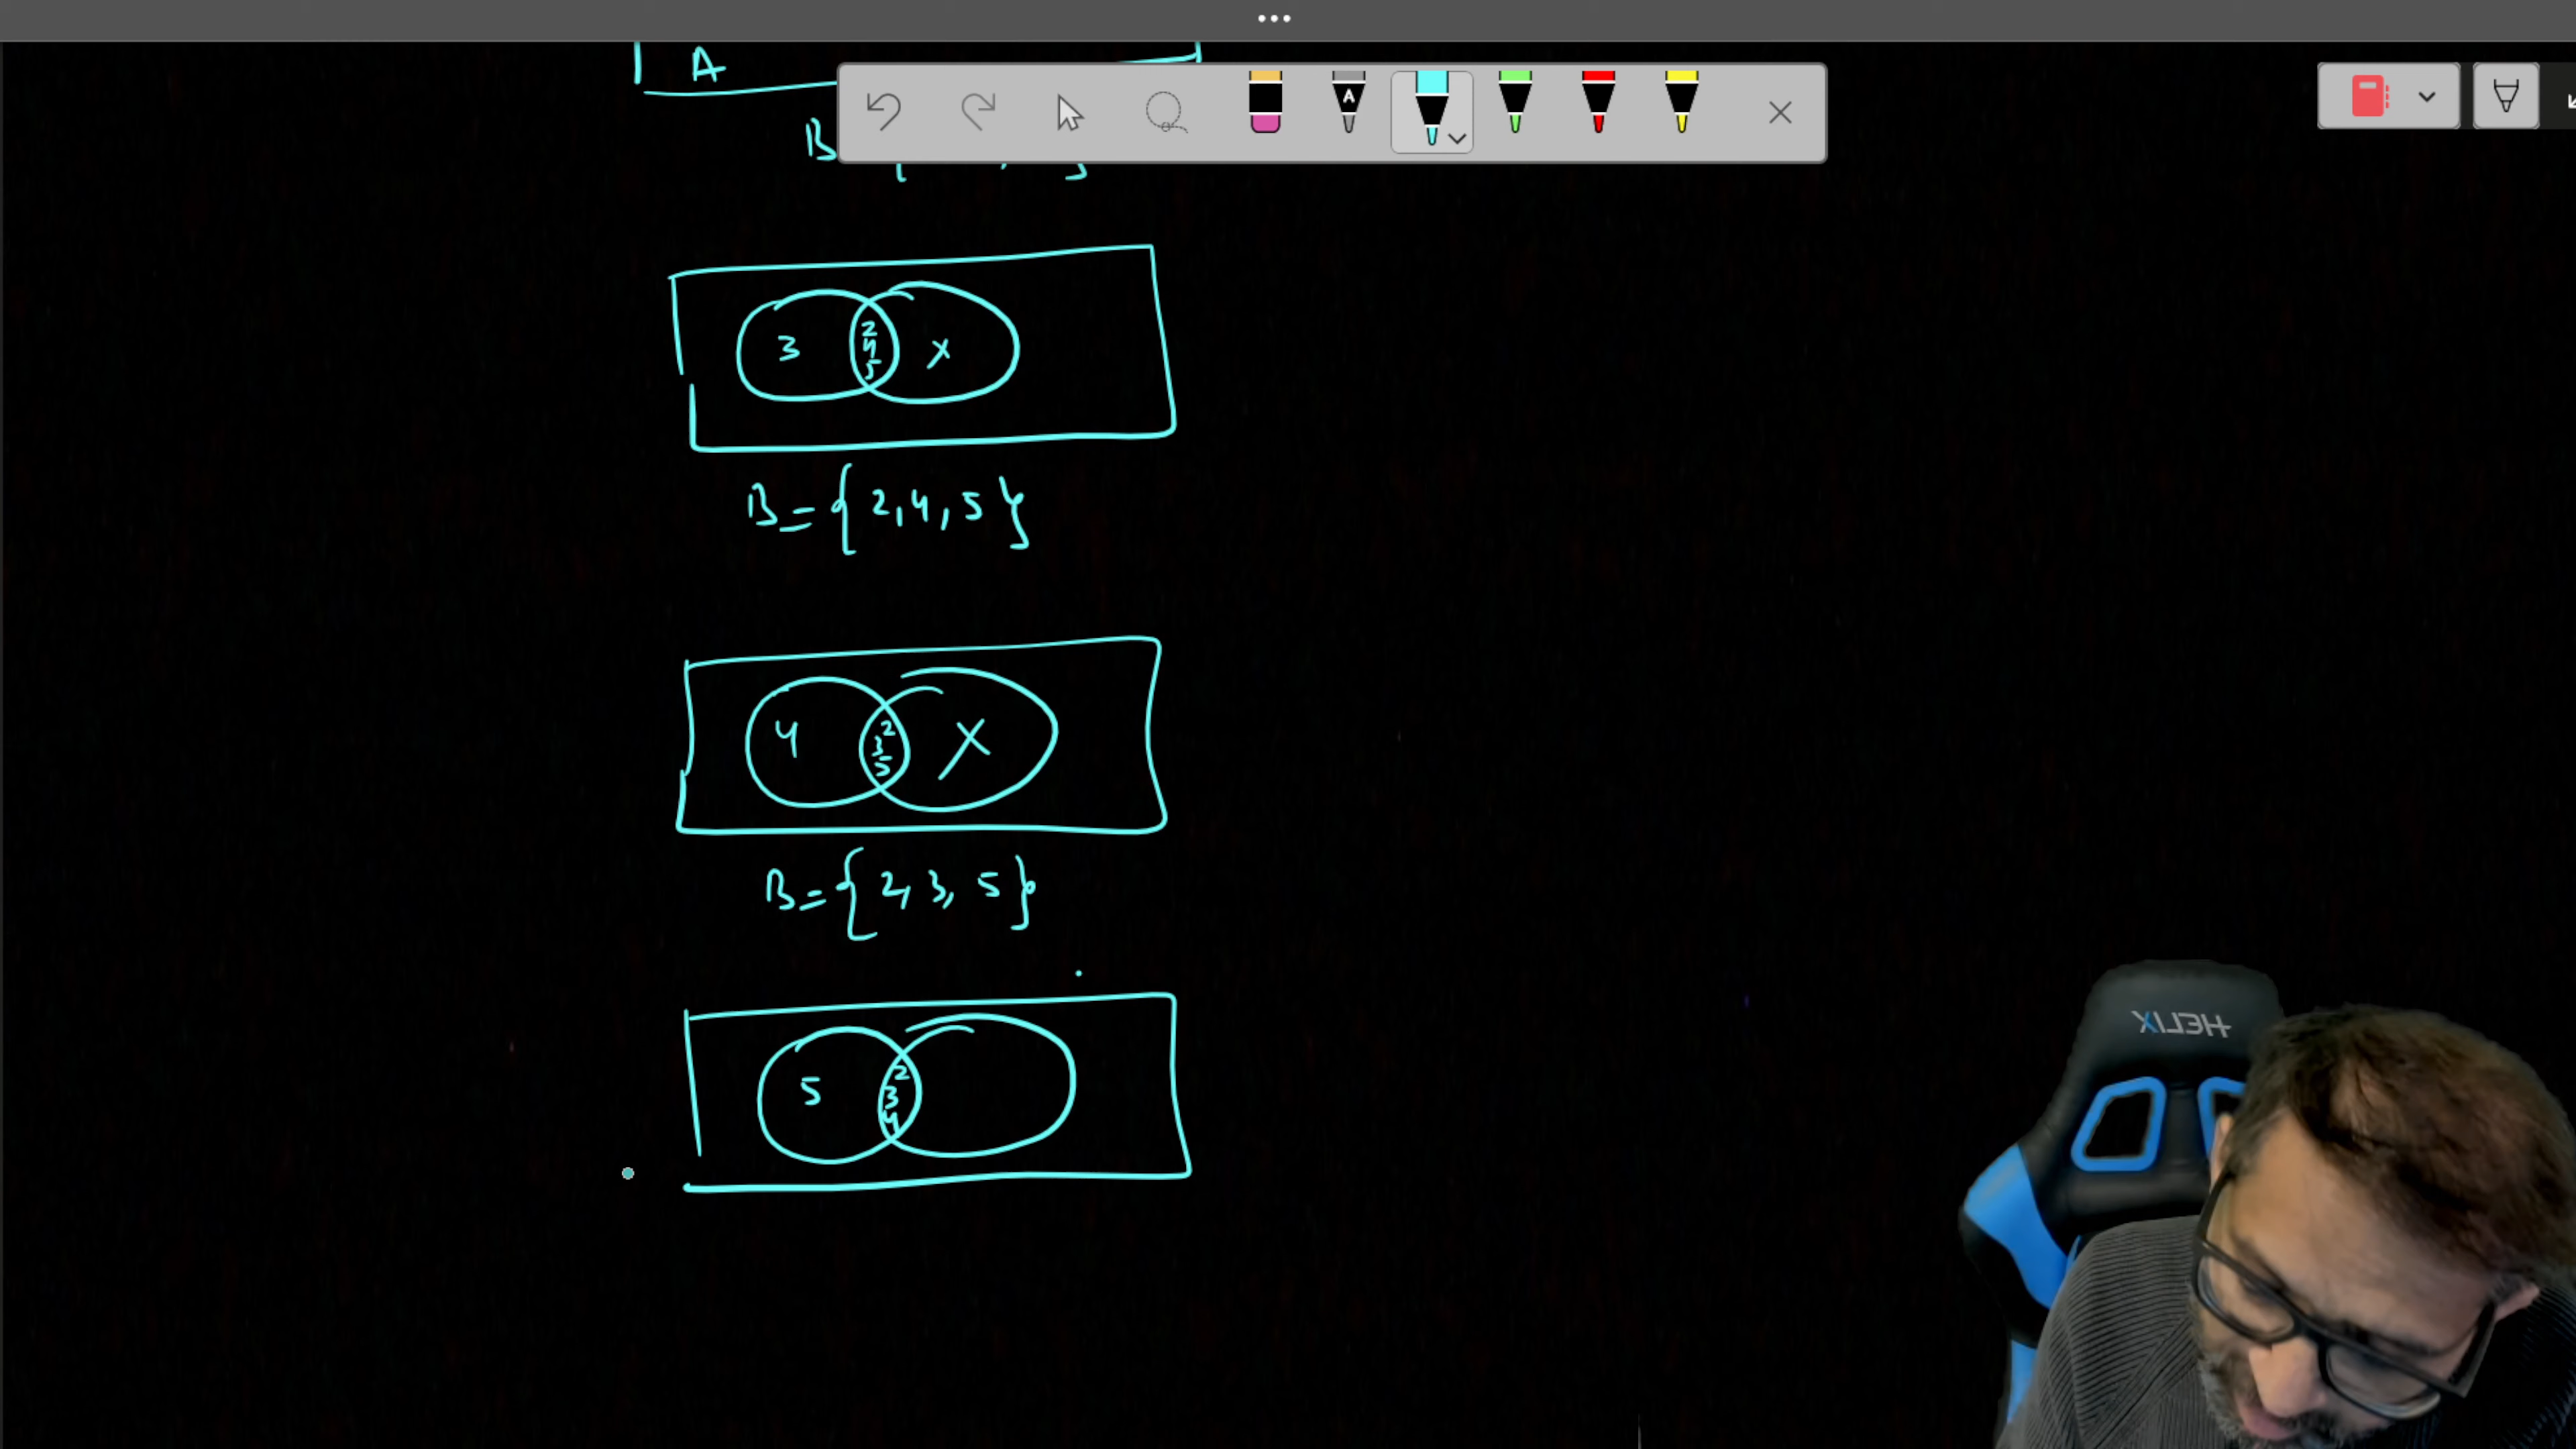 A
B
3 2 4 5 x
B = { 2, 4, 5 }
4 2 3 5 X
B = { 2, 3, 5 }
5 2 3 4
HELIX